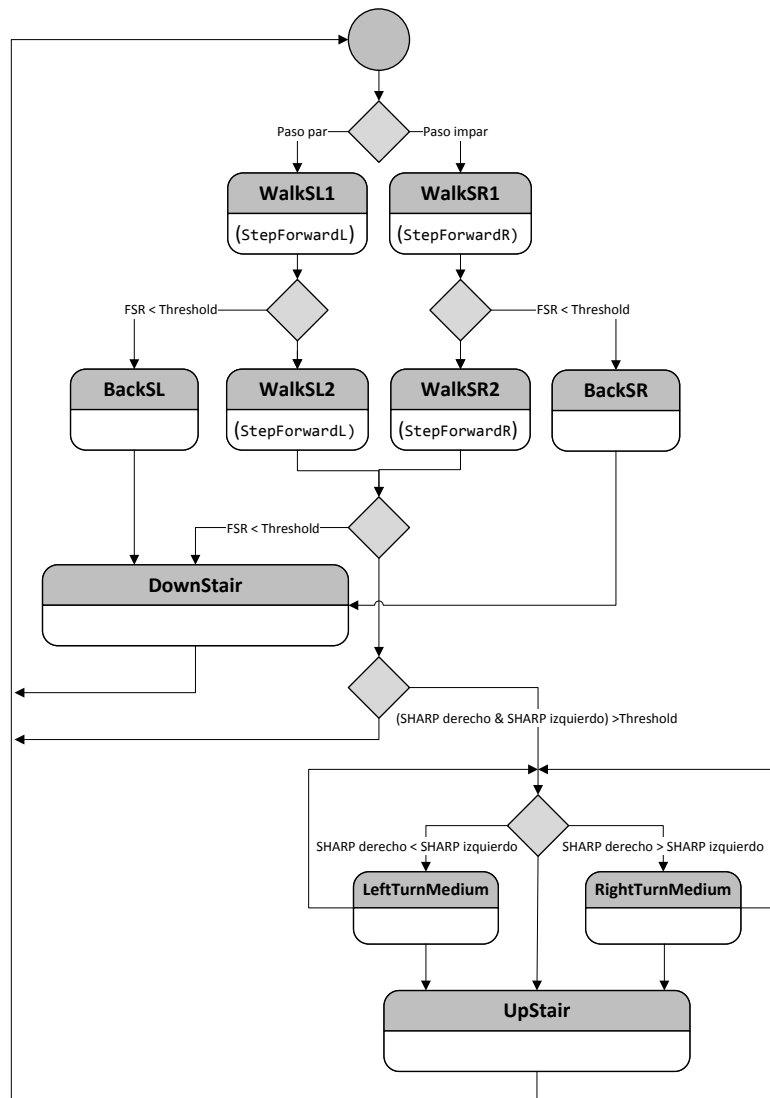 Paso par
Paso impar
WalkSL1
WalkSR1
(StepForwardL)
(StepForwardR)
FSR < Threshold
FSR < Threshold
BackSL
WalkSL2
WalkSR2
BackSR
(StepForwardL)
(StepForwardR)
FSR < Threshold
DownStair
(SHARP derecho & SHARP izquierdo) >Threshold
SHARP derecho < SHARP izquierdo
SHARP derecho > SHARP izquierdo
LeftTurnMedium
RightTurnMedium
UpStair